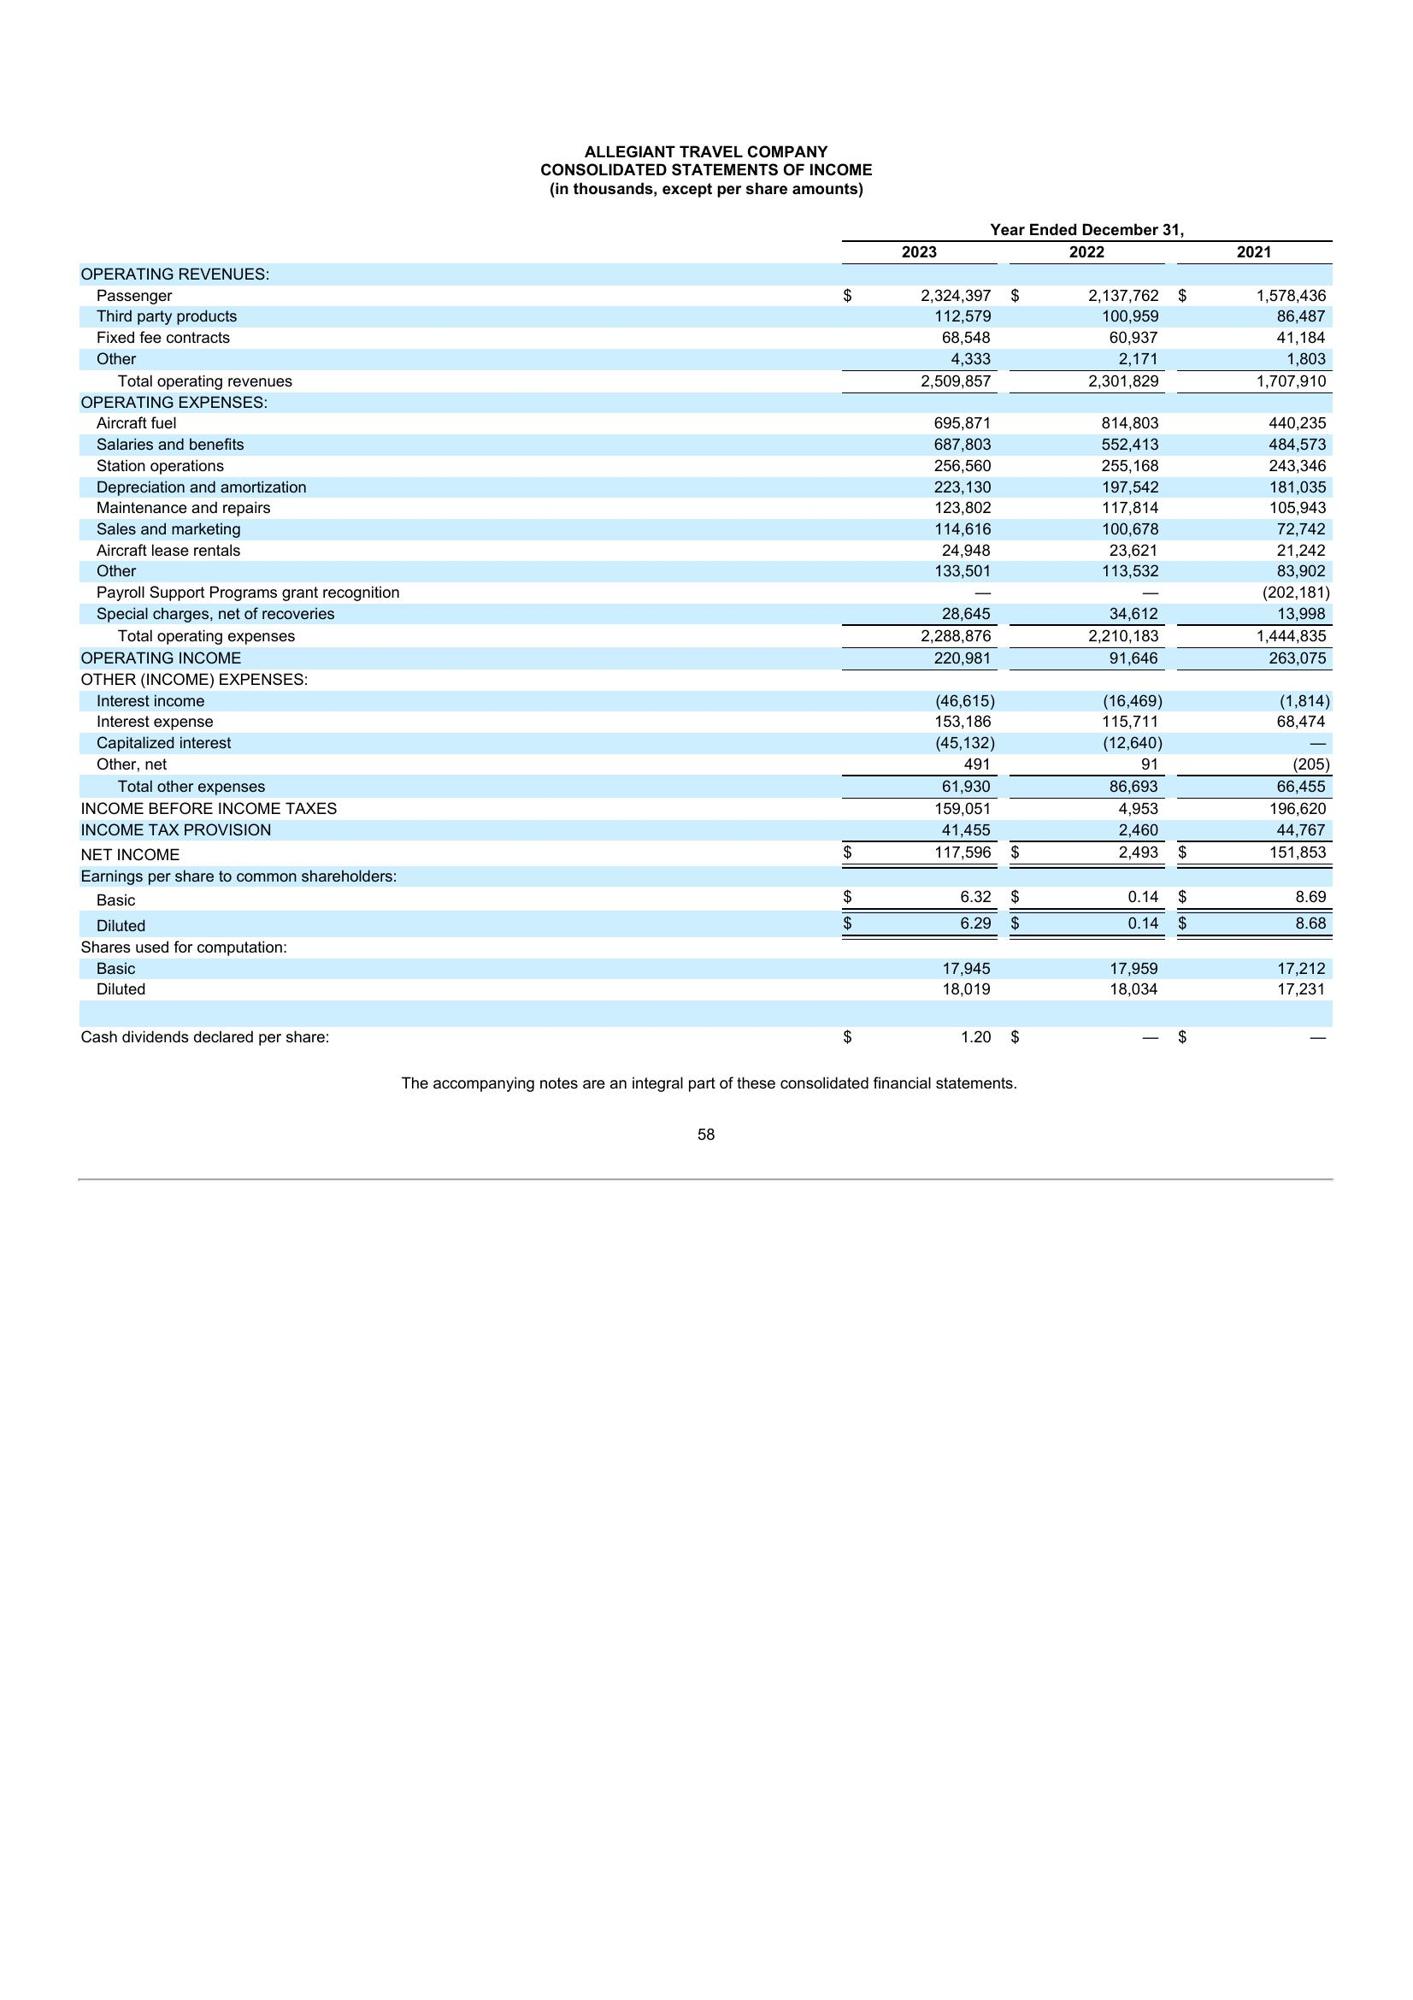 ALLEGIANT TRAVEL COMPANY
CONSOLIDATED STATEMENTS OF INCOME
(in thousands, except per share amounts)
Year Ended December 31,
2023 2022 2021
OPERATING REVENUES:
Passenger $ 2,324,397 $ 2,137,762 $ 1,578,436
Third party products 112,579 100,959 86,487
Fixed fee contracts 68,548 60,937 41,184
Other 4,333 2,171 1,803
Total operating revenues 2,509,857 2,301,829 1,707,910
OPERATING EXPENSES:
Aircraft fuel 695,871 814,803 440,235
Salaries and benefits 687,803 552,413 484,573
Station operations 256,560 255,168 243,346
Depreciation and amortization 223,130 197,542 181,035
Maintenance and repairs 123,802 117,814 105,943
Sales and marketing 114,616 100,678 72,742
Aircraft lease rentals 24,948 23,621 21,242
Other 133,501 113,532 83,902
Payroll Support Programs grant recognition — — (202,181)
Special charges, net of recoveries 28,645 34,612 13,998
Total operating expenses 2,288,876 2,210,183 1,444,835
OPERATING INCOME 220,981 91,646 263,075
OTHER (INCOME) EXPENSES:
Interest income (46,615) (16,469) (1,814)
Interest expense 153,186 115,711 68,474
Capitalized interest (45,132) (12,640) —
Other, net 491 91 (205)
Total other expenses 61,930 86,693 66,455
INCOME BEFORE INCOME TAXES 159,051 4,953 196,620
INCOME TAX PROVISION 41,455 2,460 44,767
NET INCOME $ 117,596 $ 2,493 $ 151,853
Earnings per share to common shareholders:
Basic $ 6.32 $ 0.14 $ 8.69
Diluted $ 6.29 $ 0.14 $ 8.68
Shares used for computation:
Basic 17,945 17,959 17,212
Diluted 18,019 18,034 17,231
Cash dividends declared per share: $ 1.20 $ — $ —
The accompanying notes are an integral part of these consolidated financial statements.
58